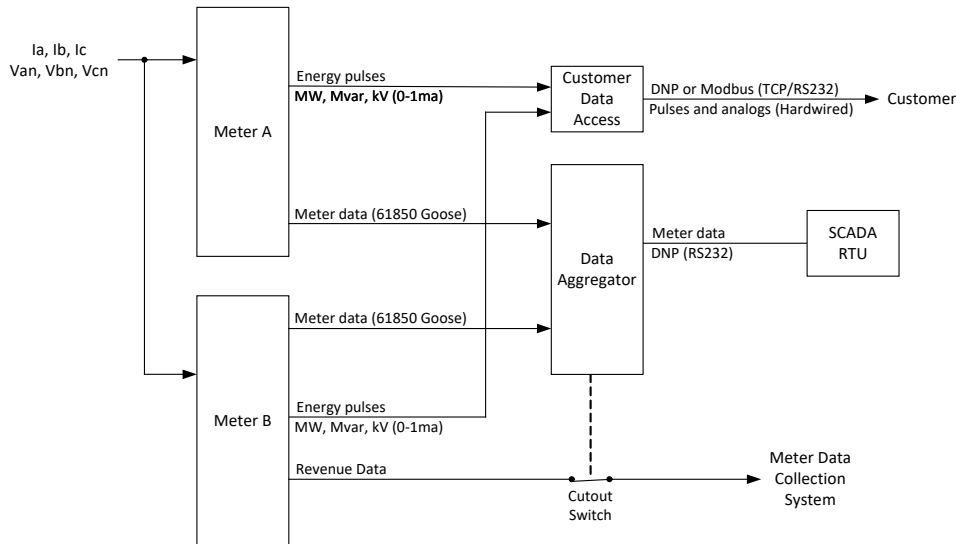 Ia, Ib, Ic
Van, Vbn, Vcn
Meter A
Energy pulses
MW, Mvar, kV (0-1ma)
Customer
Data
Access
DNP or Modbus (TCP/RS232)
Pulses and analogs (Hardwired)
Customer
Meter data (61850 Goose)
Data
Aggregator
Meter data
DNP (RS232)
SCADA
RTU
Meter data (61850 Goose)
Meter B
Energy pulses
MW, Mvar, kV (0-1ma)
Revenue Data
Cutout
Switch
Meter Data
Collection
System